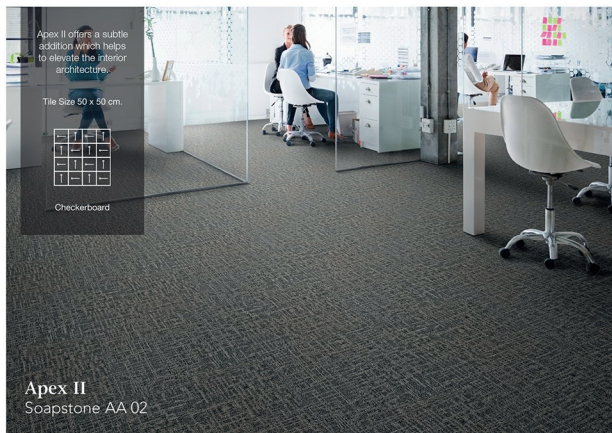 Apex II offers a subtle
addition which helps
to elevate the interior
architecture.
Tile Size 50 x 50 cm.
Checkerboard
Apex II
Soapstone AA 02